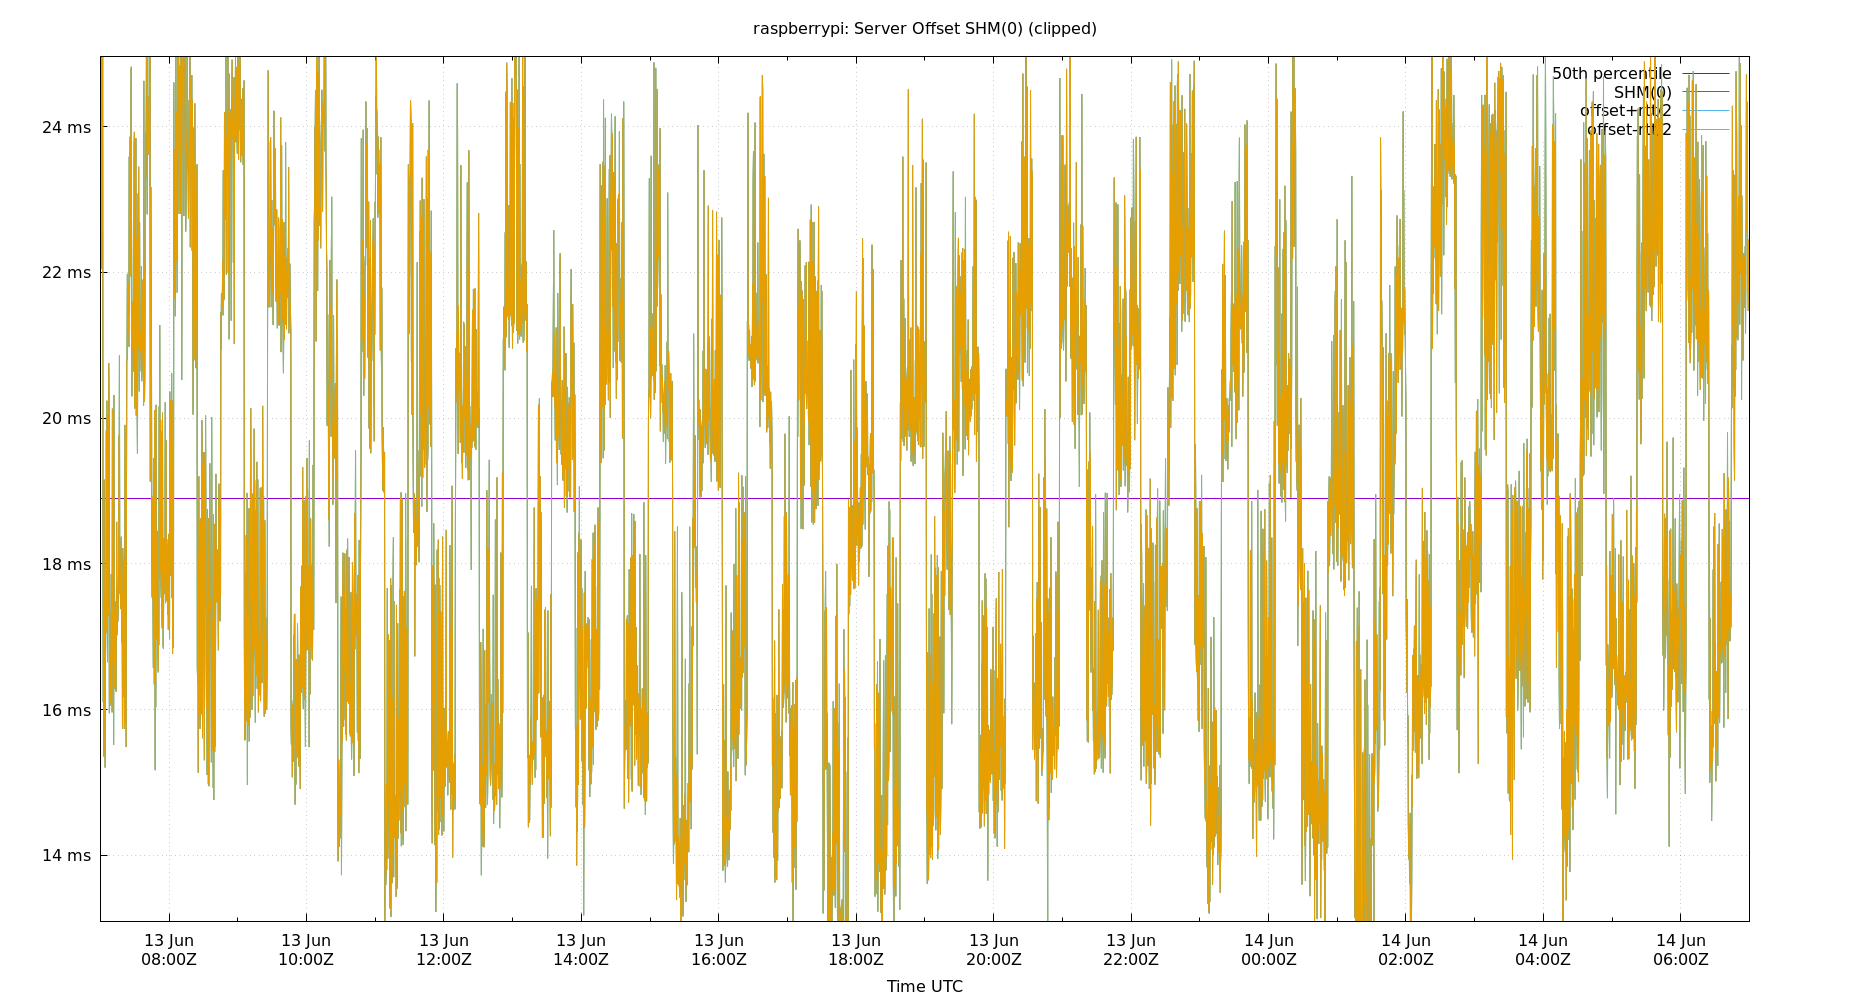 raspberrypi: Server Offset SHM(0) (clipped)
50th percentile
SHM(0)
offset+rtt/2
offset-rtt/2
24 ms
22 ms
20 ms
18 ms
16 ms
14 ms
13 Jun 13 Jun 13 Jun 13 Jun 13 Jun 13 Jun 13 Jun 13 Jun 14 Jun 14 Jun 14 Jun 14 Jun
08:00Z 10:00Z 12:00Z 14:00Z 16:00Z 18:00Z 20:00Z 22:00Z 00:00Z 02:00Z 04:00Z 06:00Z
Time UTC